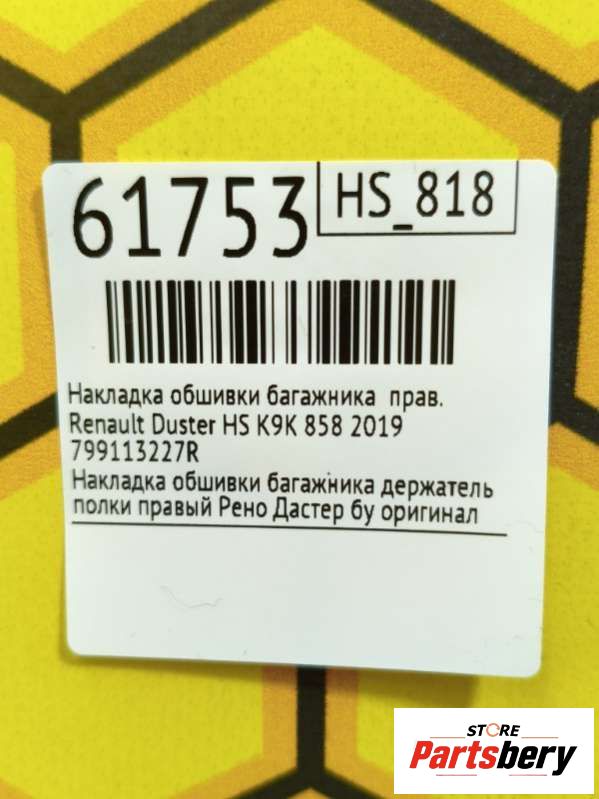 61753
HS_818
Накладка обшивки багажника прав.
Renault Duster HS K9K 858 2019
799113227R
Накладка обшивки багажника держатель
полки правый Рено Дастер бу оригинал
STORE
Partsbery